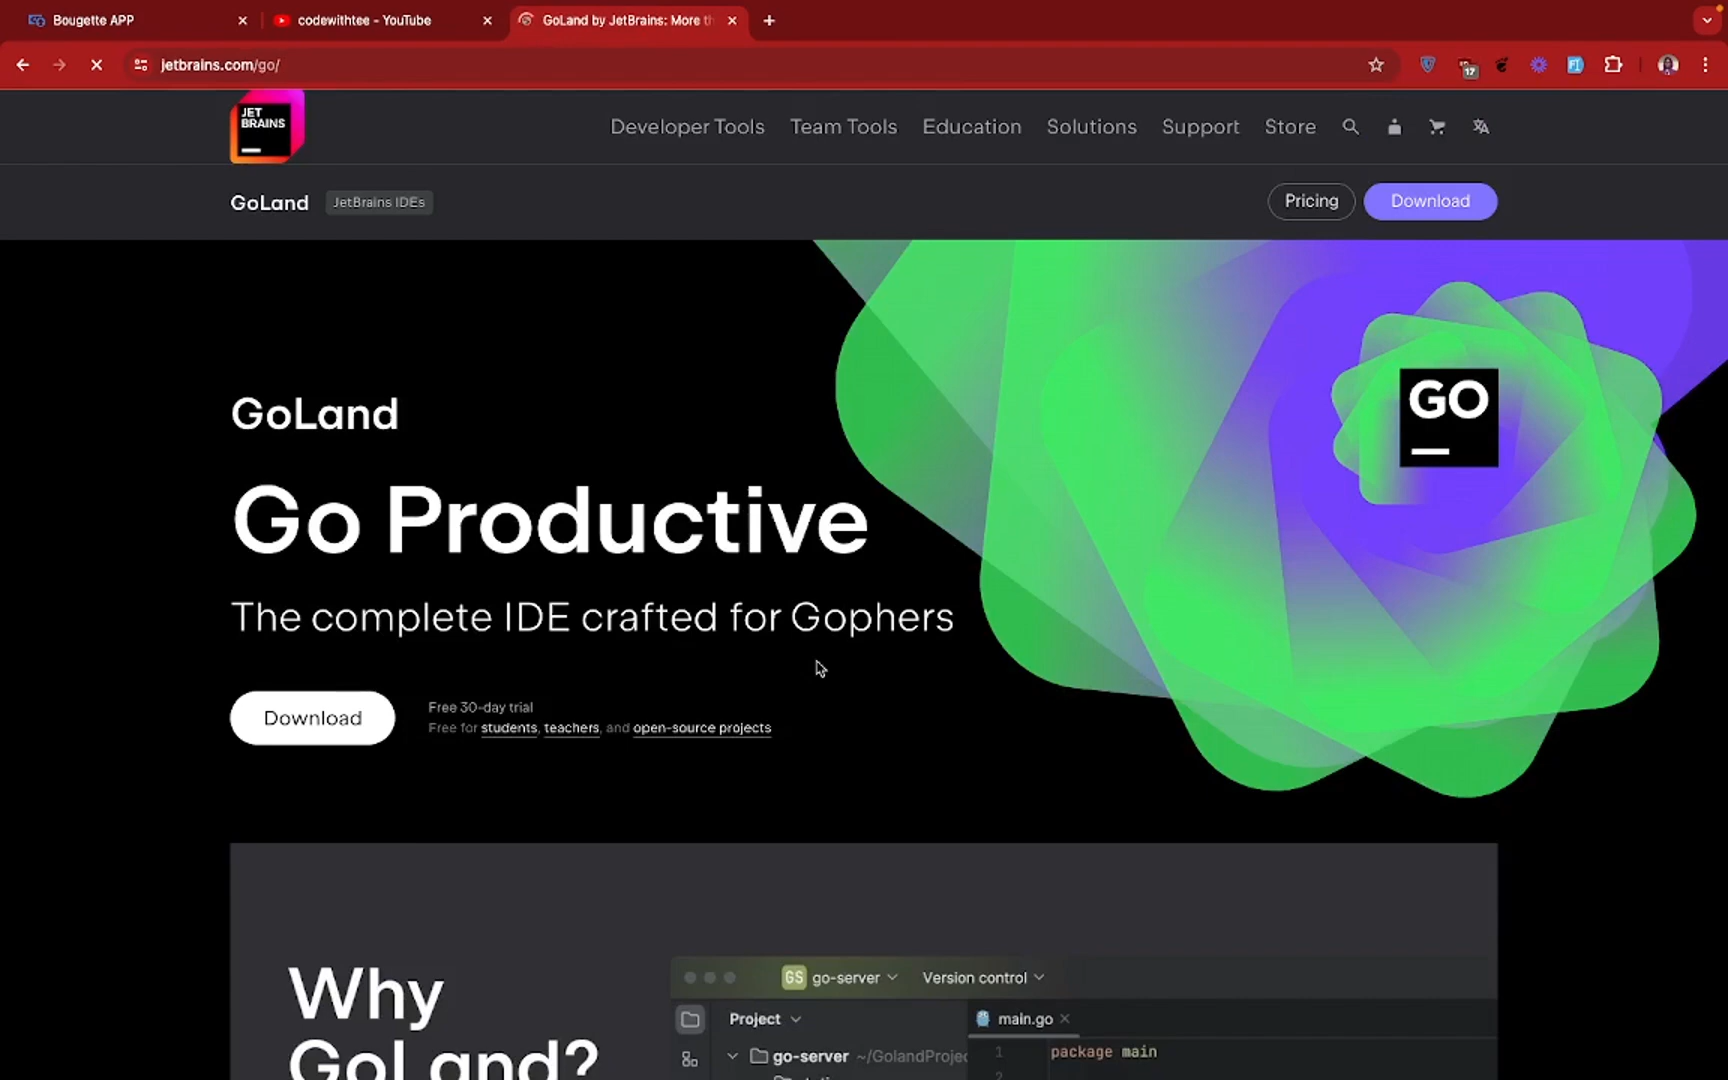 Bougette APP
codewithtee - YouTube
GoLand by JetBrains: More th
jetbrains.com/go/
17
JET
BRAINS
Developer Tools
Team Tools
Education
Solutions
Support
Store
GoLand
JetBrains IDEs
Pricing
Download
GO
GoLand
Go Productive
The complete IDE crafted for Gophers
Download
Free 30-day trial
Free for students, teachers, and open-source projects
Why
GoLand?
GS go-server
Version control
Project
main.go
go-server ~/GolandProjec
1 package main
2